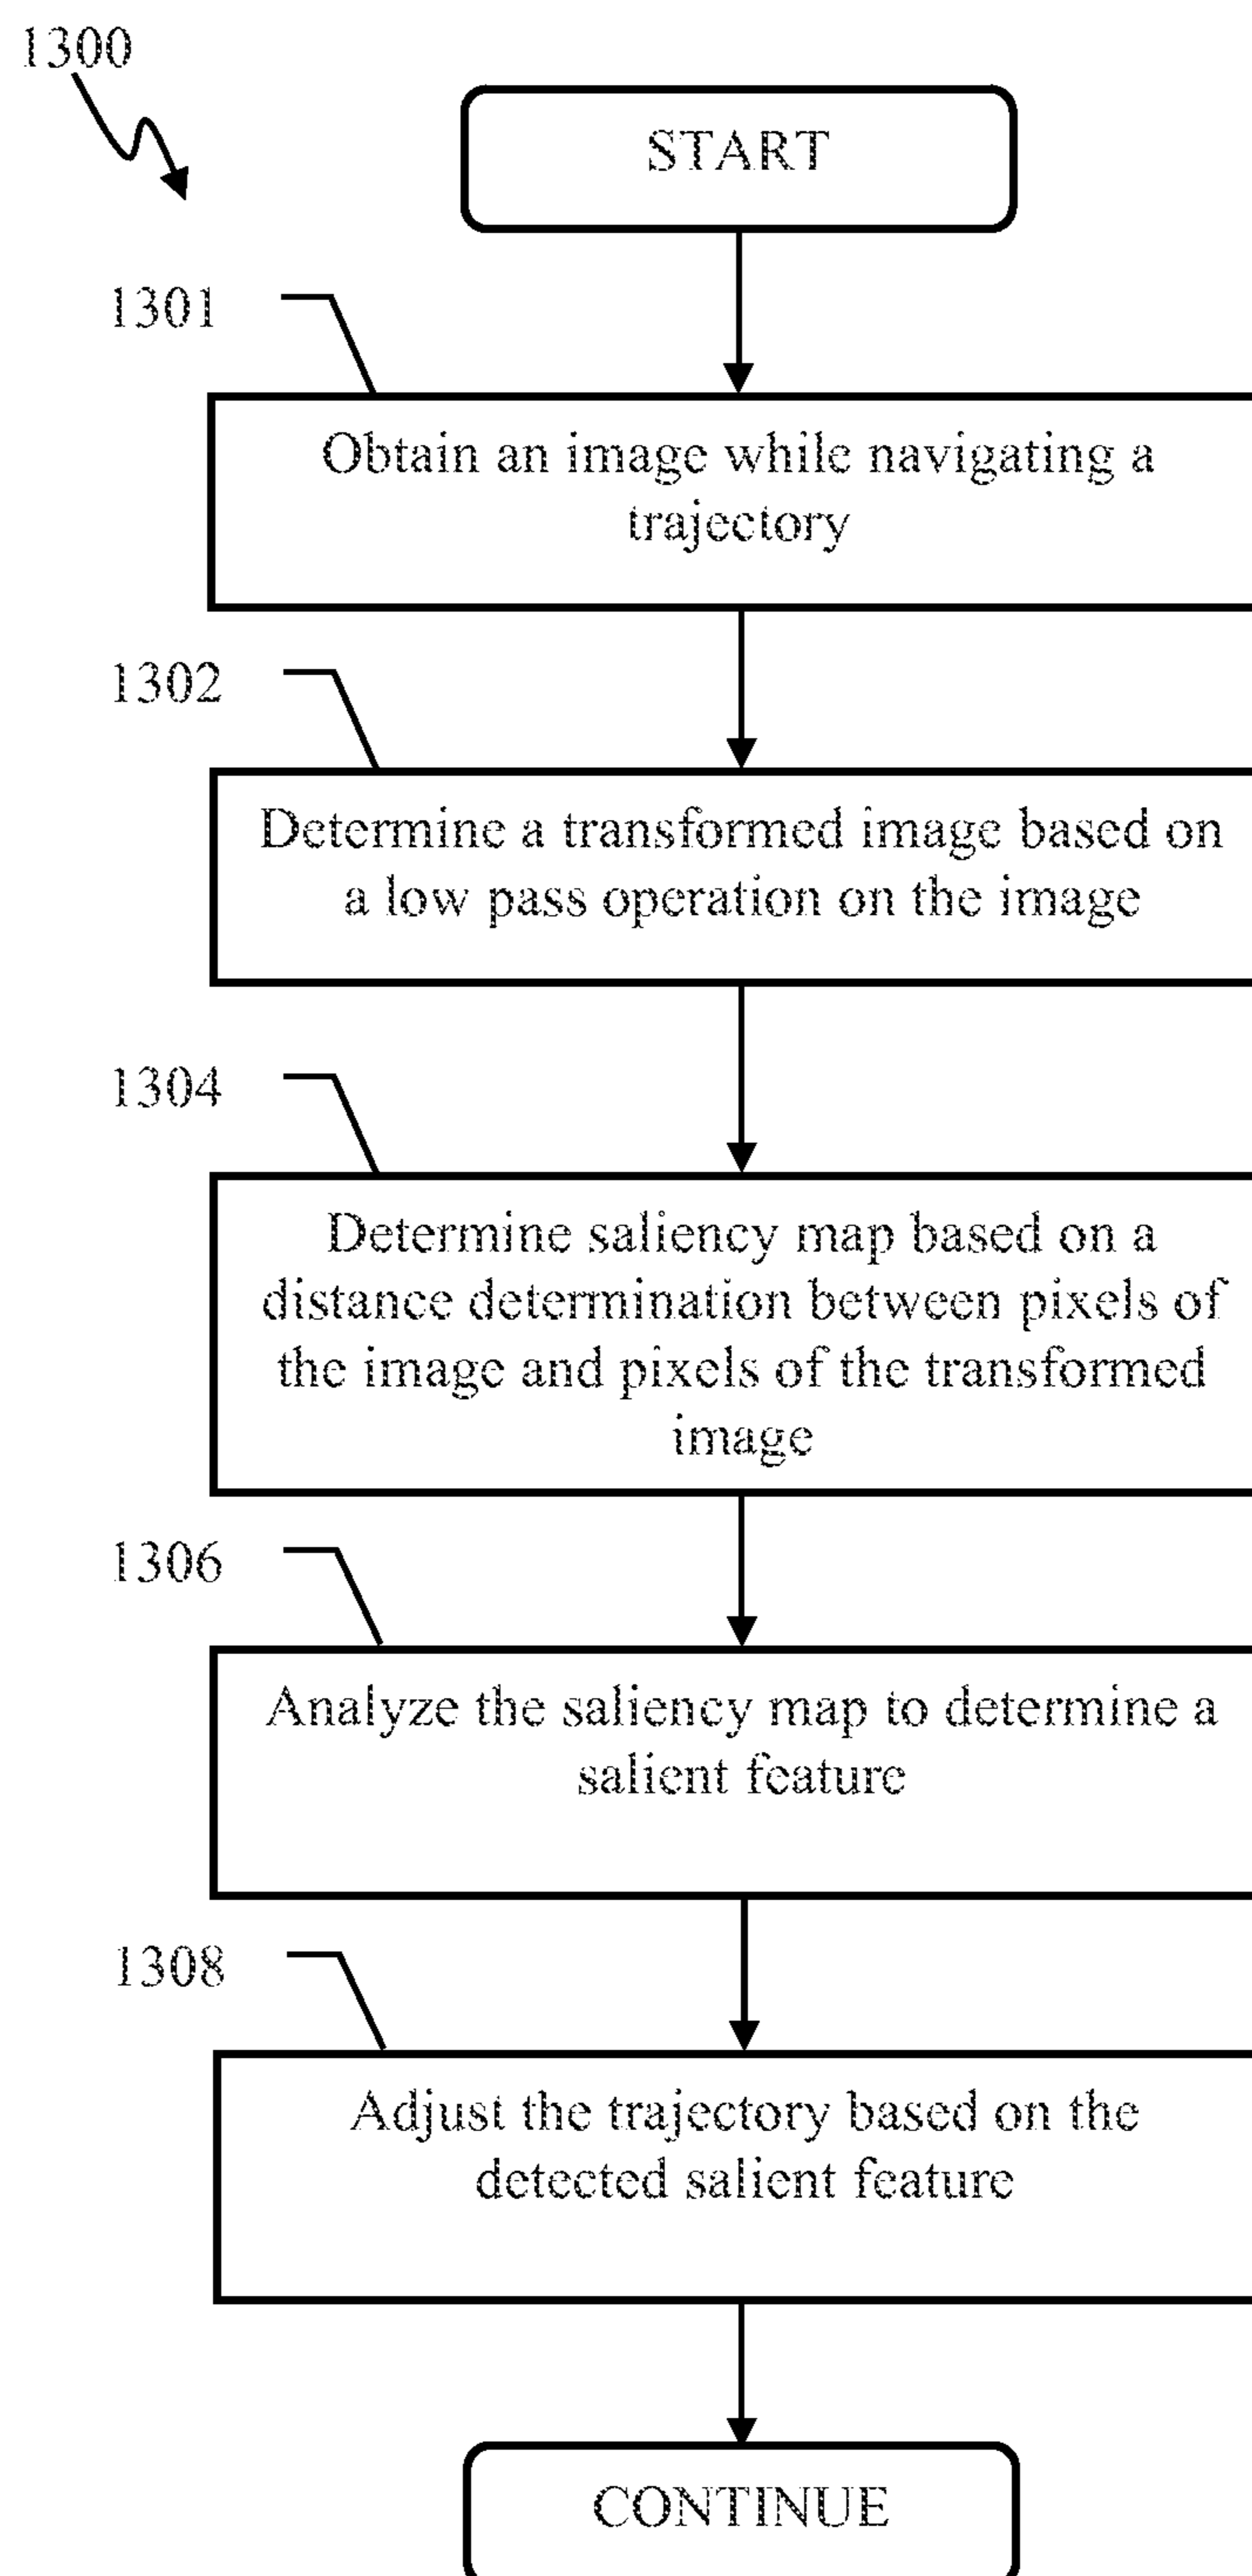 1300
START
1301
Obtain an image while navigating a
trajectory
1302
Determine a transformed image based on
a low pass operation on the image
1304
Determine saliency map based on a
distance determination between pixels of
the image and pixels of the transformed
image
1306
Analyze the saliency map to determine a
salient feature
1308
Adjust the trajectory based on the
detected salient feature
CONTINUE